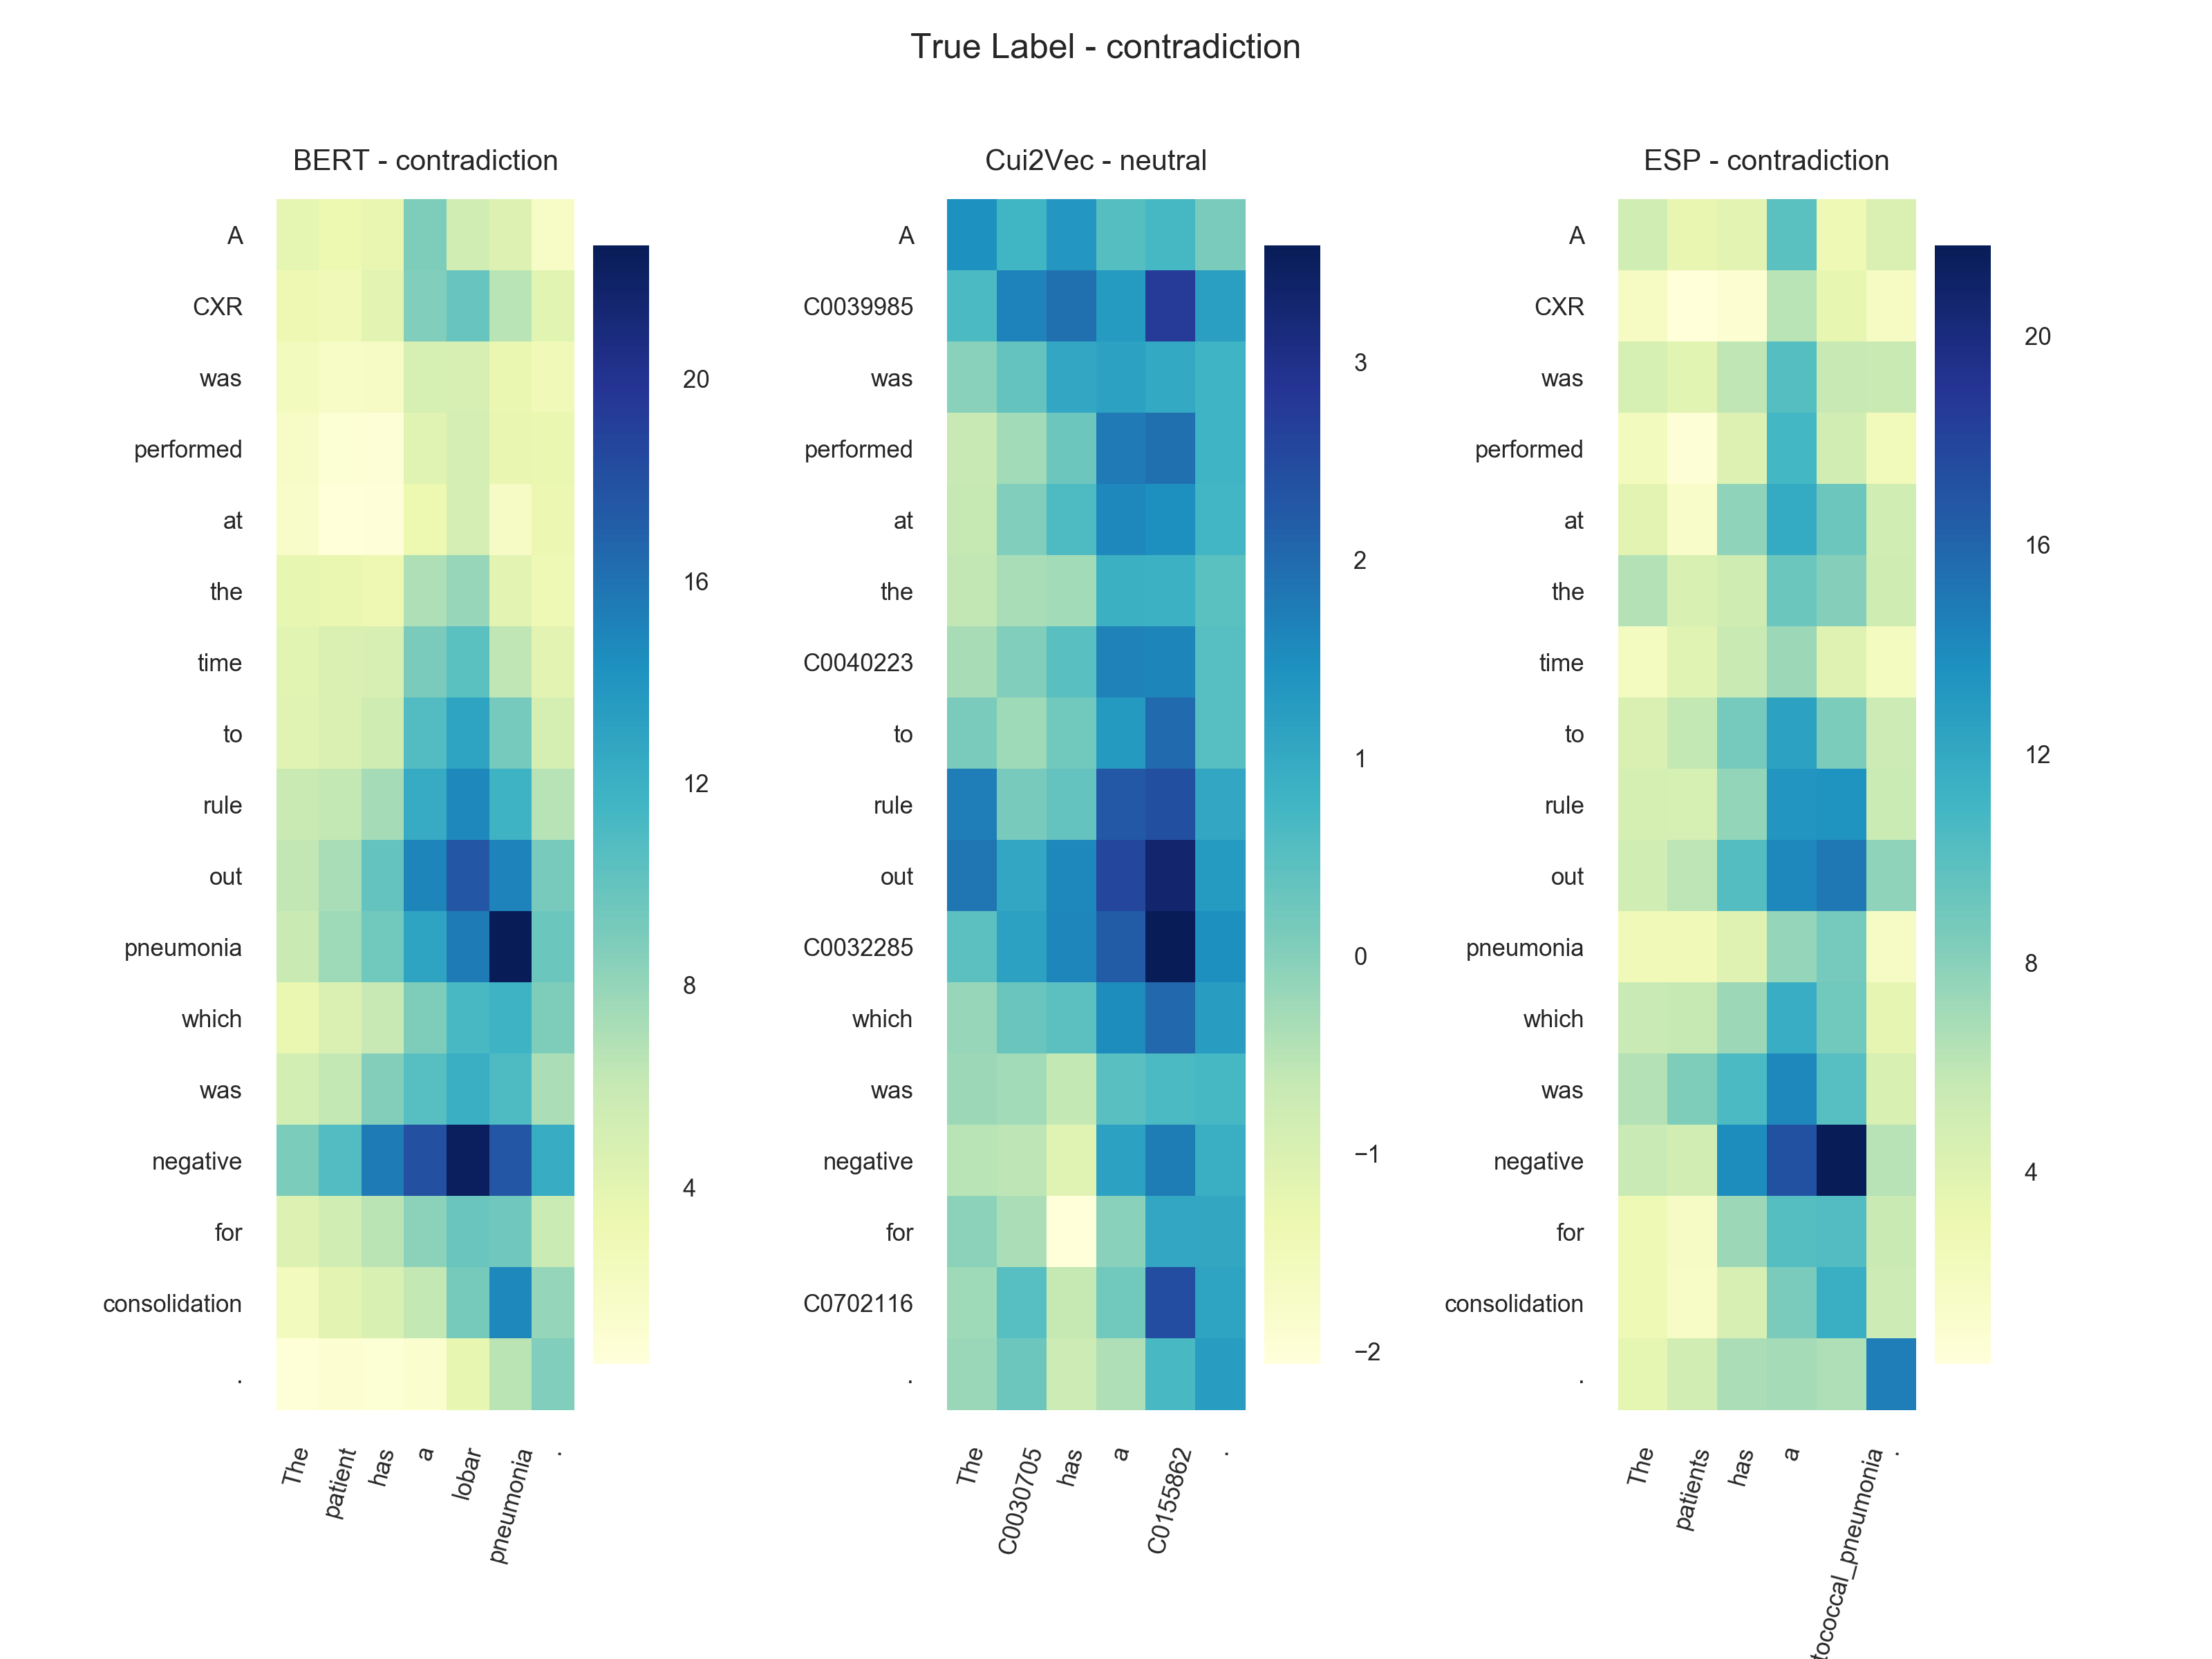 True Label - contradiction
BERT - contradiction
A
CXR
was
performed
at
the
time
to
rule
out
pneumonia
which
was
negative
for
consolidation
.
The
patient
has
a
lobar
pneumonia
.
20
16
12
8
4
Cui2Vec - neutral
A
C0039985
was
performed
at
the
C0040223
to
rule
out
C0032285
which
was
negative
for
C0702116
.
The
C0030705
has
a
C0155862
.
3
2
1
0
−1
−2
ESP - contradiction
A
CXR
was
performed
at
the
time
to
rule
out
pneumonia
which
was
negative
for
consolidation
.
The
patients
has
a
tococcal_pneumonia
.
20
16
12
8
4